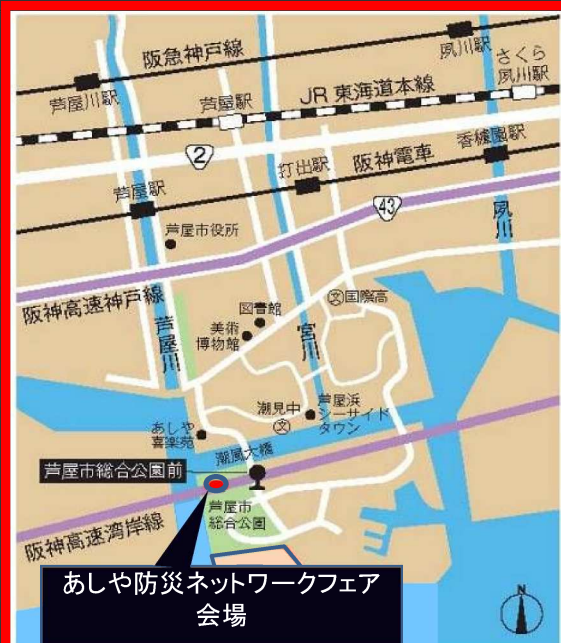 阪急神戸線
夙川駅
さくら
夙川駅
芦屋川駅
芦屋駅
JR 東海道本線
2
香櫨園駅
阪神電車
打出駅
芦屋駅
43
夙川
芦屋市役所
阪神高速神戸線
芦屋川
図書館
美術
博物館
宮川
文国際高
潮見中
文
芦屋浜
シーサイド
タウン
あしや
喜楽苑
潮風大橋
芦屋市総合公園前
芦屋市
総合公園
阪神高速湾岸線
あしや防災ネットワークフェア
会場
N